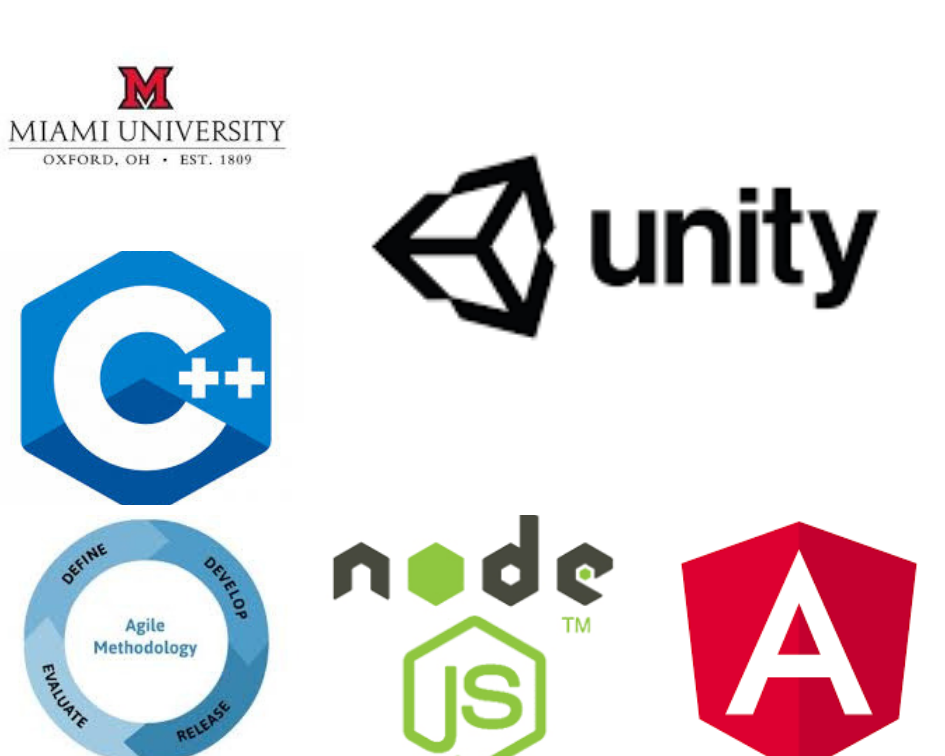 M
MIAMI UNIVERSITY
OXFORD, OH • EST. 1809
unity
C++
DEFINE
DEVELOP
Agile
Methodology
EVALUATE
RELEASE
node
TM
JS
A